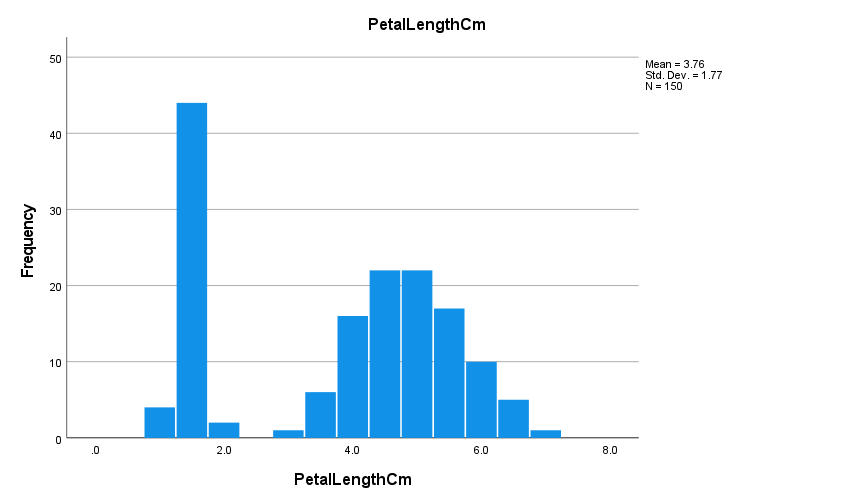 PetalLengthCm
50
40
30
20
10
0
Frequency
.0
2.0
4.0
6.0
8.0
PetalLengthCm
Mean = 3.76
Std. Dev. = 1.77
N = 150